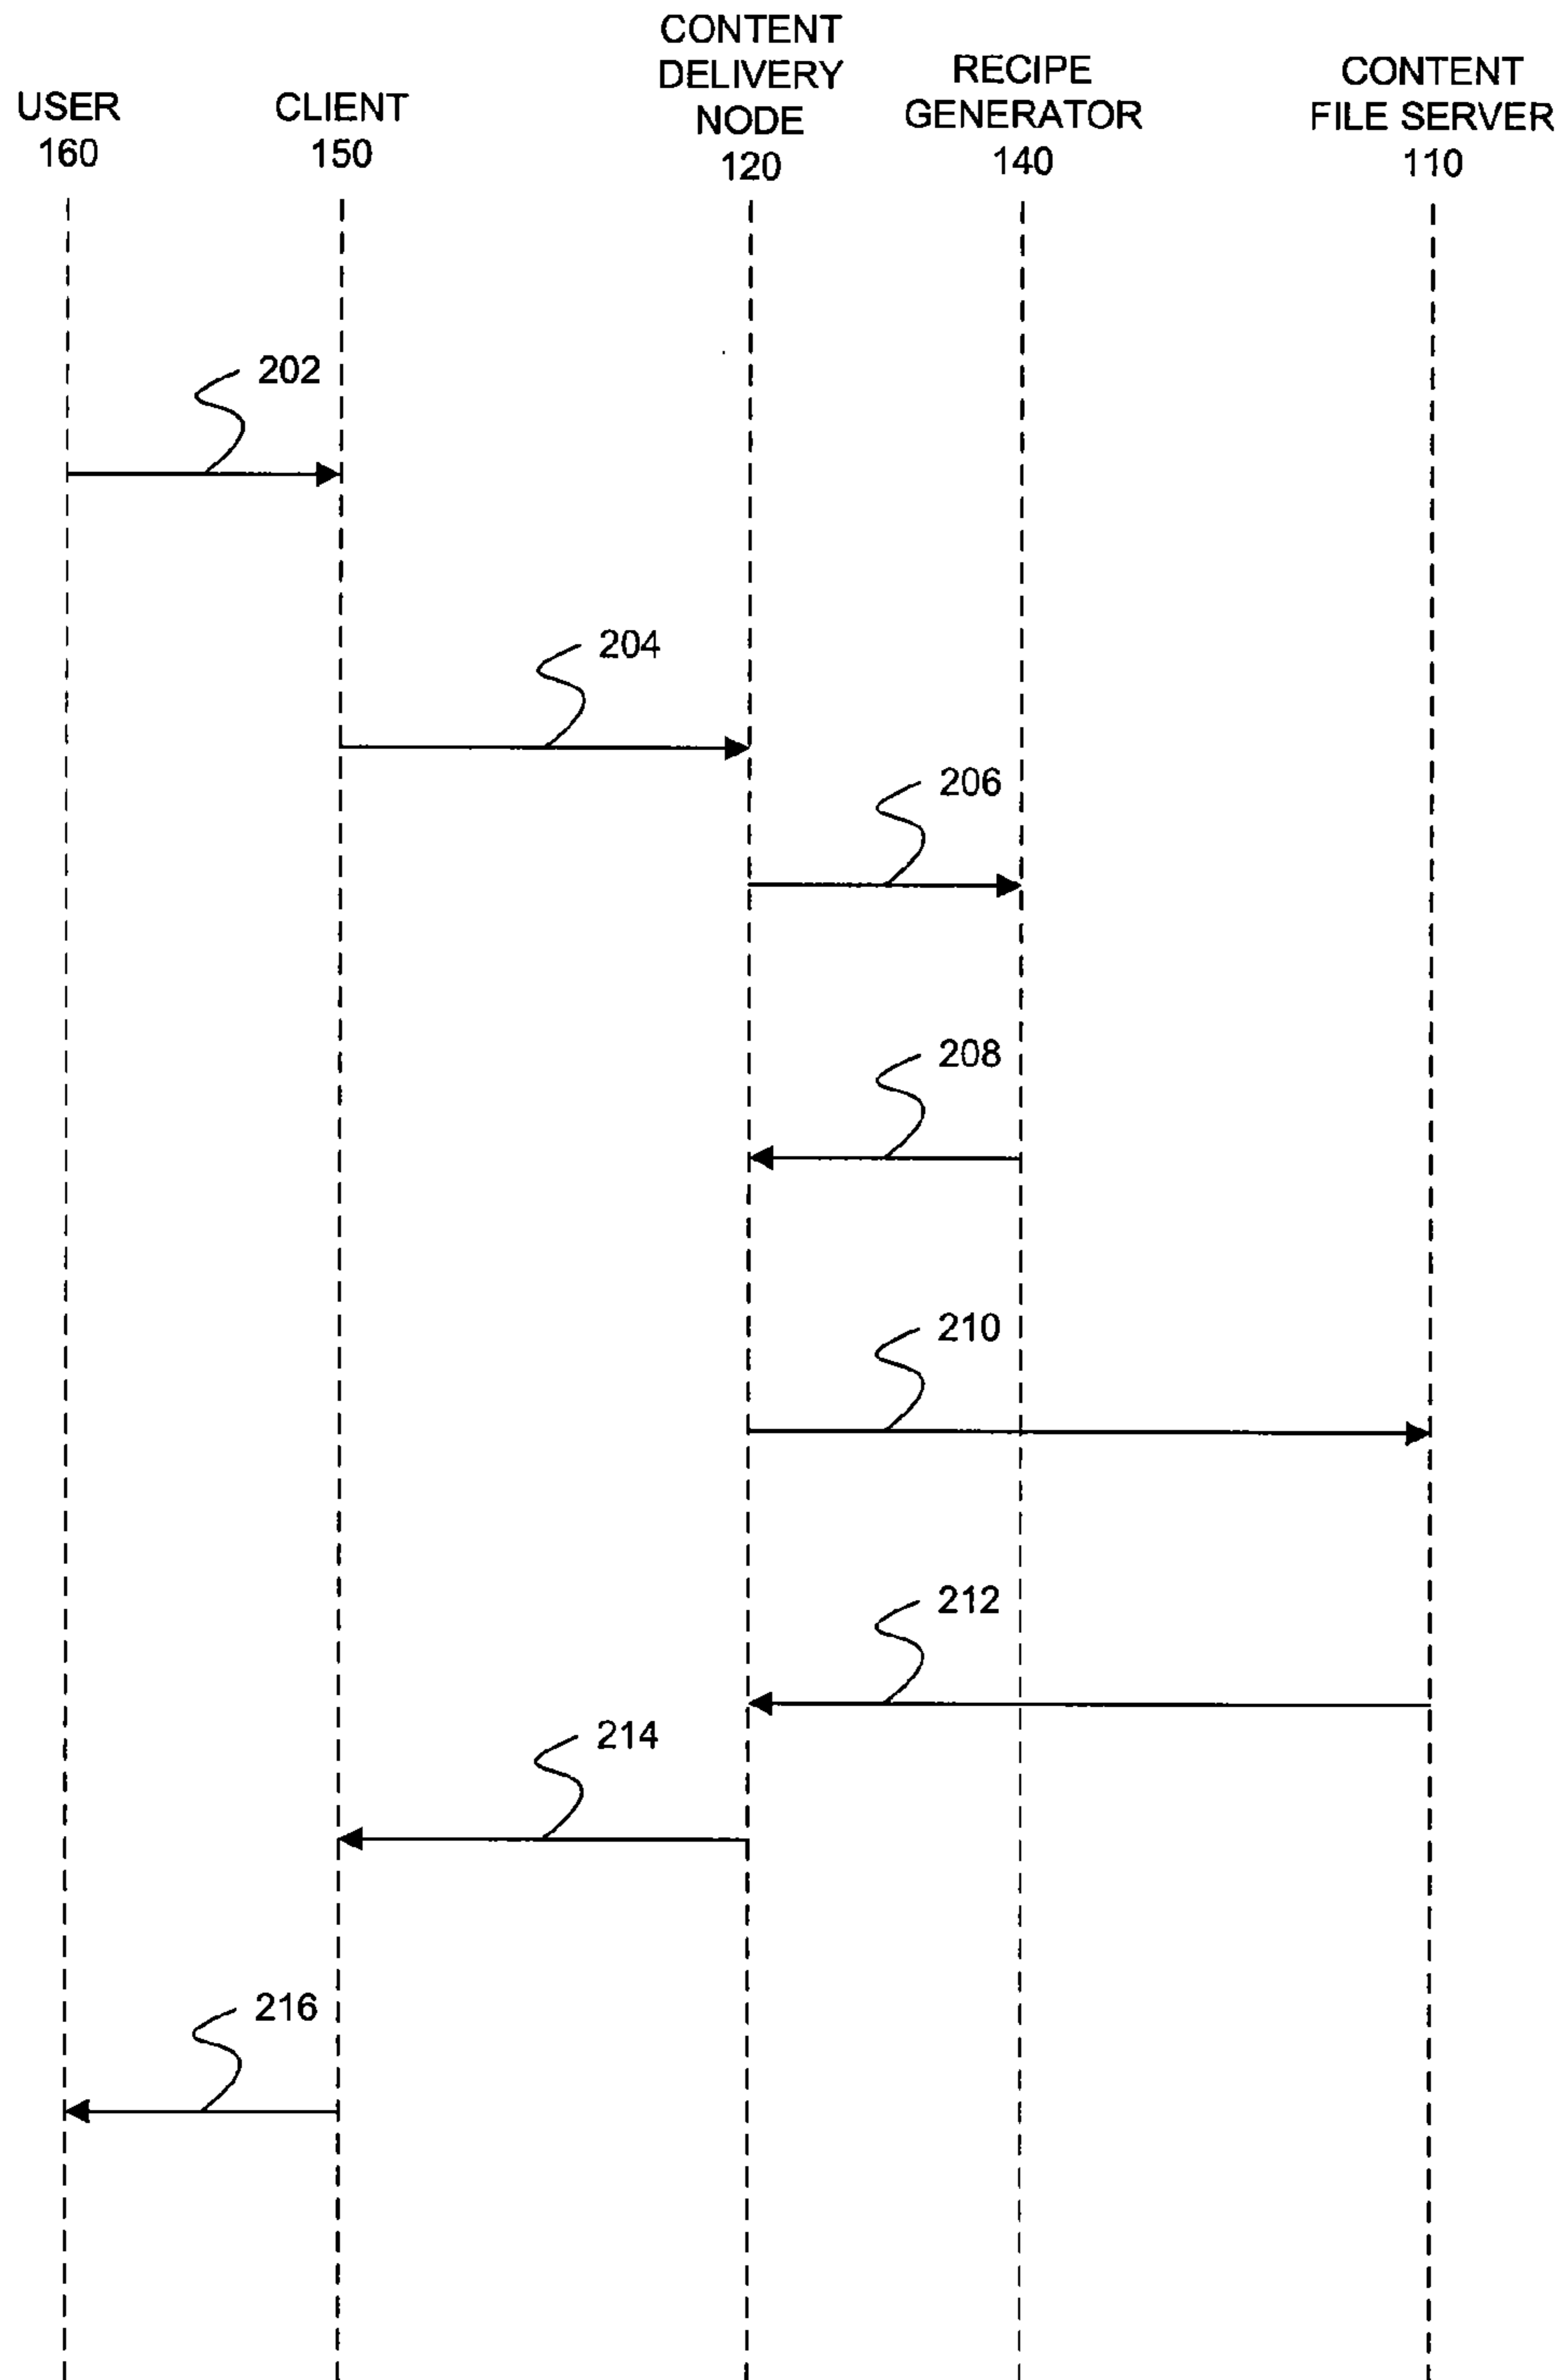 USER
160
CLIENT
150
CONTENT
DELIVERY
NODE
120
RECIPE
GENERATOR
140
CONTENT
FILE SERVER
110
202
204
206
208
210
212
214
216